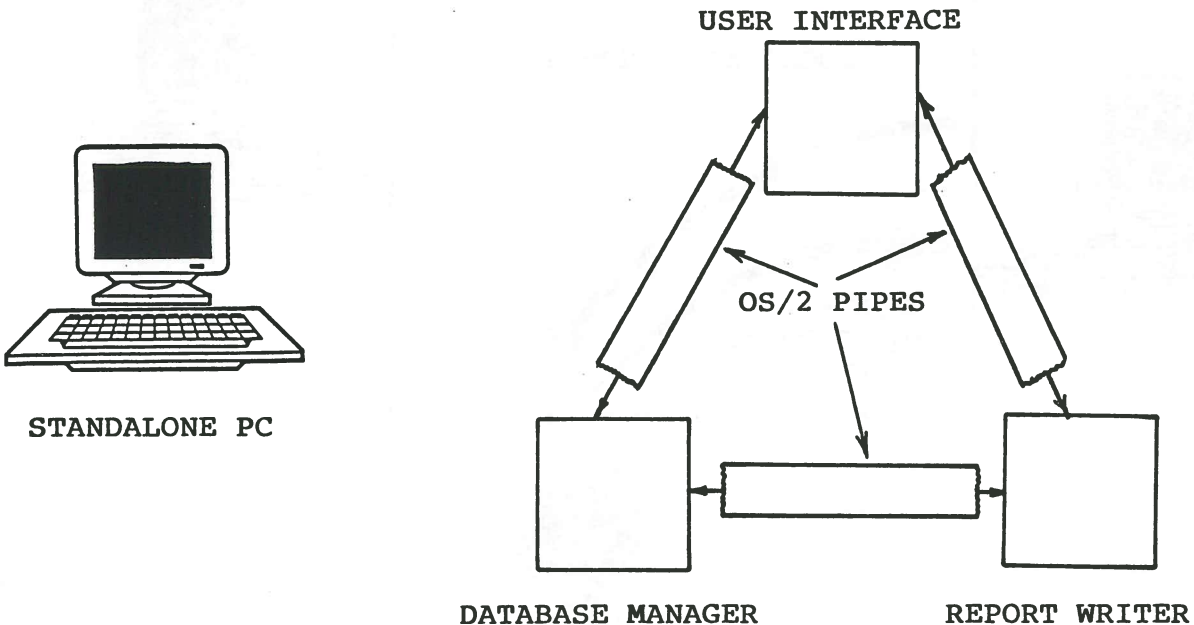 USER INTERFACE
OS/2 PIPES
STANDALONE PC
DATABASE MANAGER
REPORT WRITER